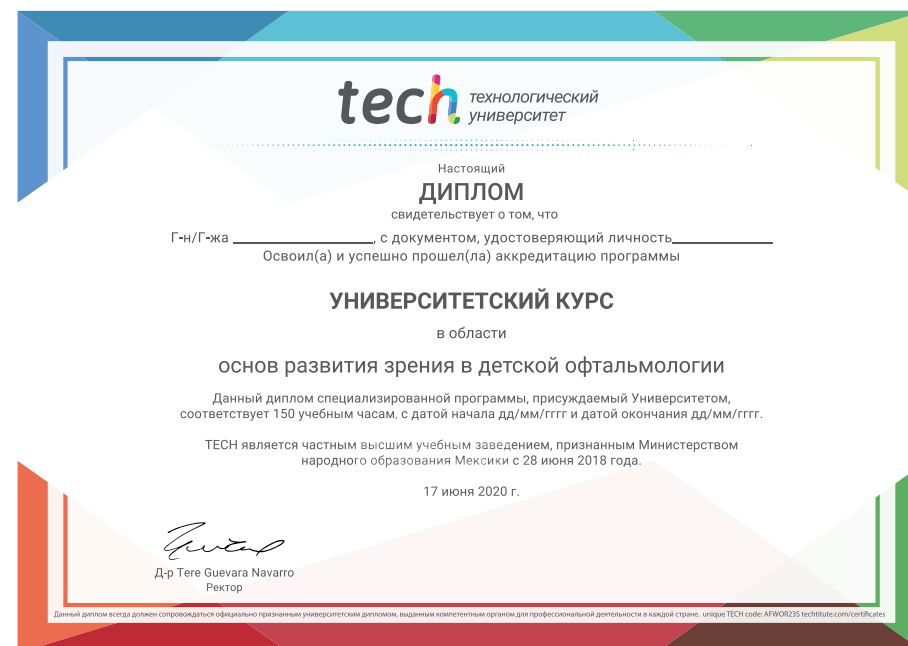 tech технологический
университет
Настоящий
ДИПЛОМ
свидетельствует о том, что
Г-н/Г-жа ________________, с документом, удостоверяющий личность____________
Освоил(а) и успешно прошел(ла) аккредитацию программы
УНИВЕРСИТЕТСКИЙ КУРС
в области
основ развития зрения в детской офтальмологии
Данный диплом специализированной программы, присуждаемый Университетом,
соответствует 150 учебным часам, с датой начала дд/мм/гггг и датой окончания дд/мм/гггг.
TECH является частным высшим учебным заведением, признанным Министерством
народного образования Мексики с 28 июня 2018 года.
17 июня 2020 г.
Д-р Tere Guevara Navarro
Ректор
Данный диплом всегда должен сопровождаться официально признанным университетским дипломом, выданным компетентным органом для профессиональной деятельности в каждой стране. unique TECH code: AFWOR23S techtitute.com/certificates